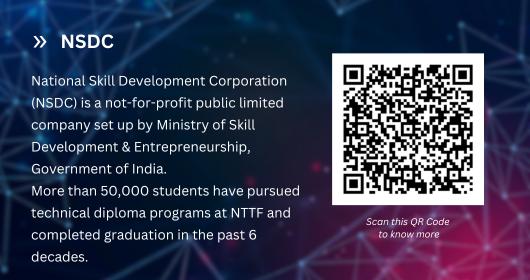 » NSDC
National Skill Development Corporation
(NSDC) is a not-for-profit public limited
company set up by Ministry of Skill
Development & Entrepreneurship,
Government of India.
More than 50,000 students have pursued
technical diploma programs at NTTF and
completed graduation in the past 6
decades.
Scan this QR Code
to know more